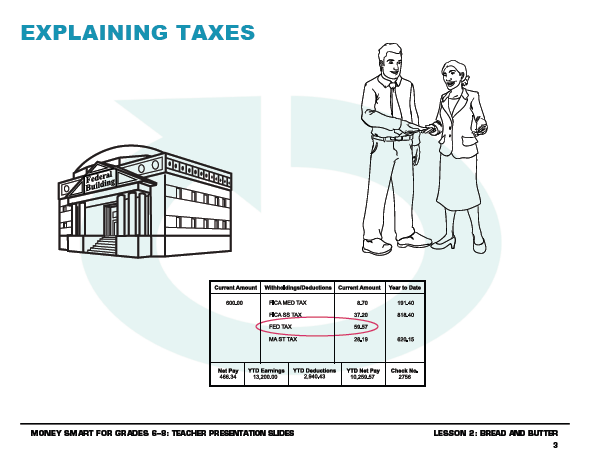 EXPLAINING TAXES
Federal
Building
Current Amount Withholdings/Deductions Current Amount Year to Date
600.00 FICA MED TAX 8.70 191.40
FICA SS TAX 37.20 818.40
FED TAX 59.57
MA ST TAX 28.19 620.15
Net Pay YTD Earnings YTD Deductions YTD Net Pay Check No.
466.34 13,200.00 2,940.43 10,259.57 2756
MONEY SMART FOR GRADES 6–8: TEACHER PRESENTATION SLIDES LESSON 2: BREAD AND BUTTER
3